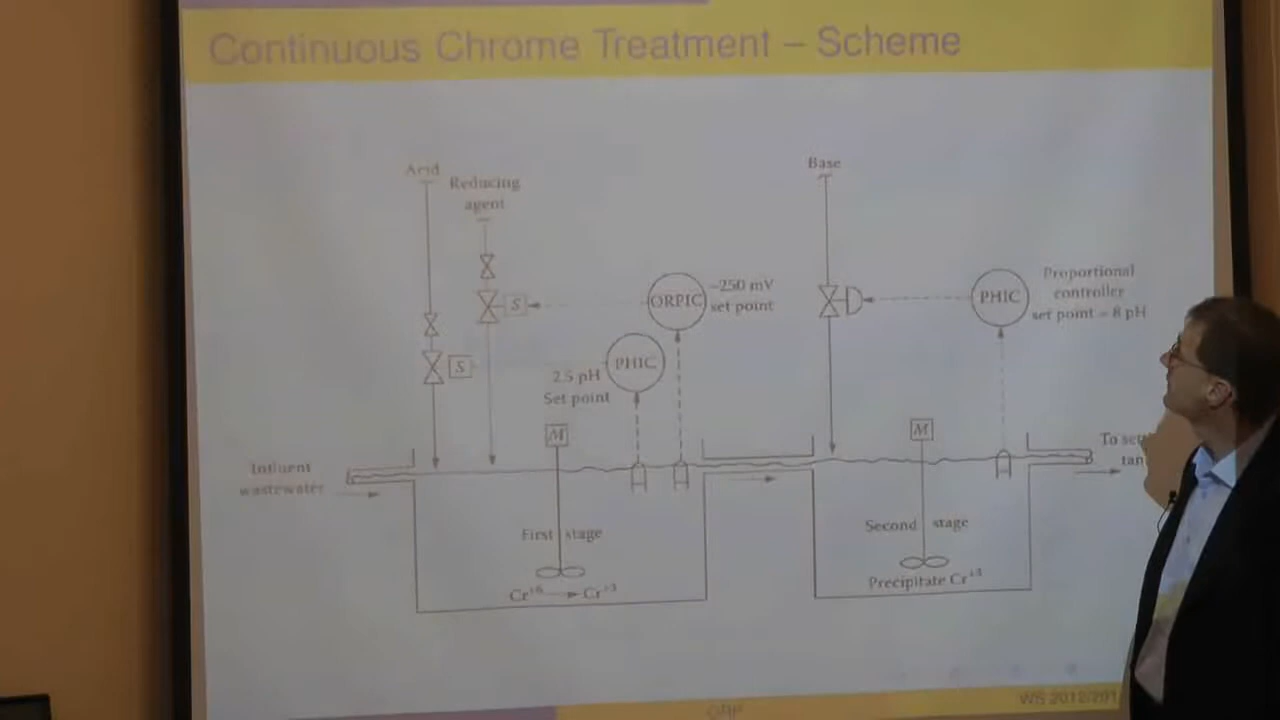 Continuous Chrome Treatment – Scheme
Acid
Reducing
agent
Base
S
ORPIC
–250 mV
set point
PHIC
Proportional
controller
set point – 8 pH
S
PHIC
2.5 pH
Set point
M
M
Influent
wastewater
To
First stage
Second stage
Cr+6 → Cr+3
Precipitate Cr+3
ORP
WS 2012/201